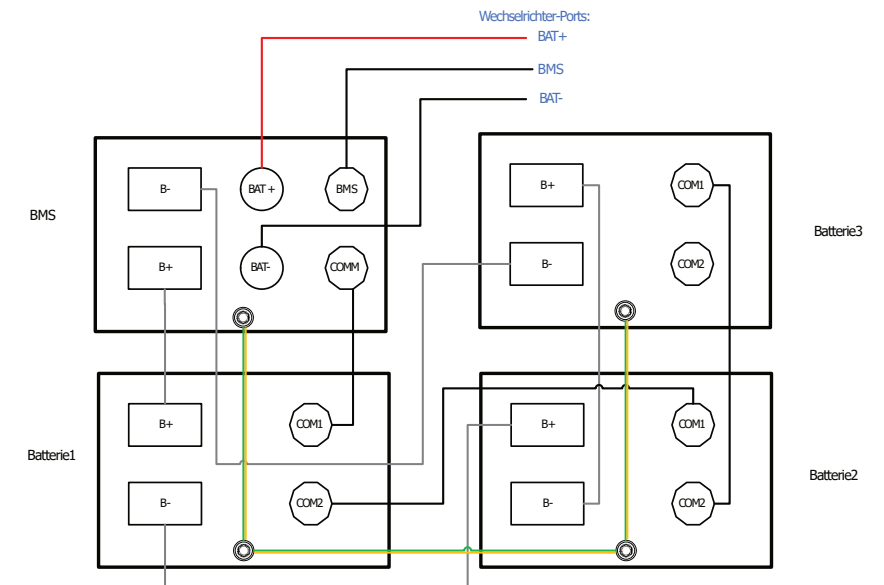 Wechselrichter-Ports:
BAT+
BMS
BAT-
BMS
B-
BAT +
BMS
B+
BAT-
COMM
B+
COM1
B-
COM2
Batterie3
Batterie1
B+
COM1
B-
COM2
B+
COM1
B-
COM2
Batterie2